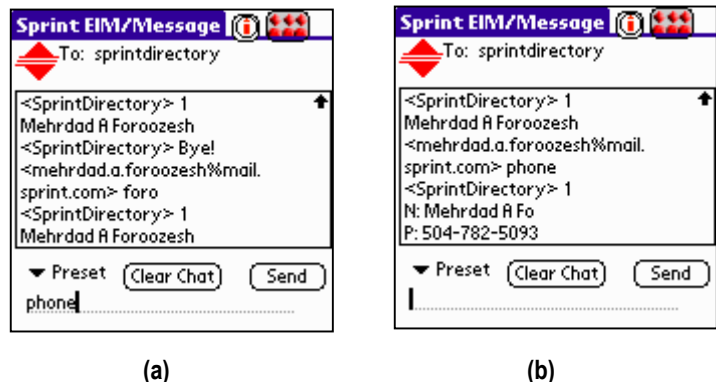 Sprint EIM/Message
To: sprintdirectory
<SprintDirectory> 1
Mehrdad A Foroozesh
<SprintDirectory> Bye!
<mehrdad.a.foroozesh%mail.
sprint.com> foro
<SprintDirectory> 1
Mehrdad A Foroozesh
Preset Clear Chat Send
phone
(a)
Sprint EIM/Message
To: sprintdirectory
<SprintDirectory> 1
Mehrdad A Foroozesh
<mehrdad.a.foroozesh%mail.
sprint.com> phone
<SprintDirectory> 1
N: Mehrdad A Fo
P: 504-782-5093
Preset Clear Chat Send
(b)